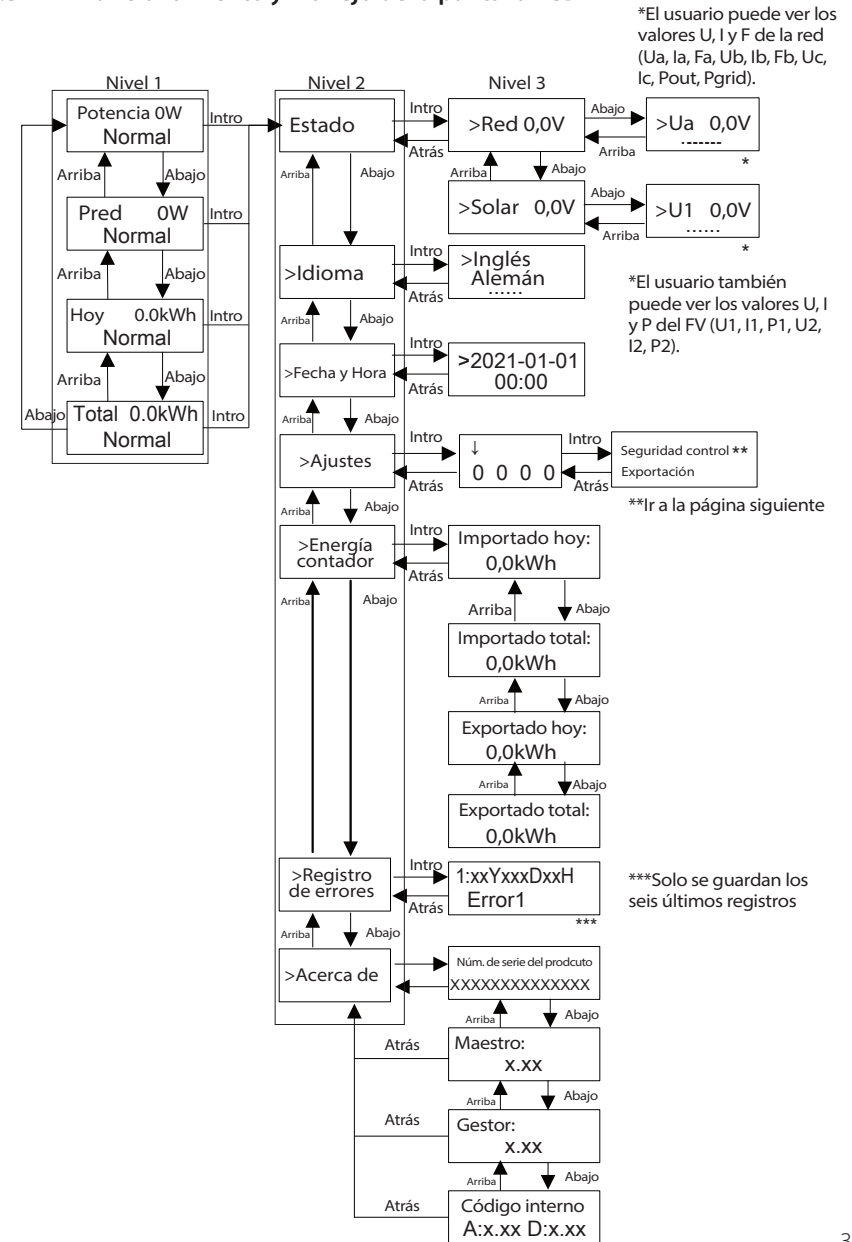 *El usuario puede ver los
valores U, I y F de la red
(Ua, Ia, Fa, Ub, Ib, Fb, Uc,
Ic, Pout, Pgrid).
Nivel 1
Nivel 2
Nivel 3
Potencia 0W
Normal
Intro
Arriba
Abajo
Pred 0W
Normal
Intro
Arriba
Abajo
Hoy 0.0kWh
Normal
Intro
Arriba
Abajo
Abajo
Total 0.0kWh
Normal
Intro
Estado
Intro
Atrás
>Red 0,0V
Abajo
Arriba
>Ua 0,0V
-------
*
Arriba
Abajo
Arriba
Abajo
>Solar 0,0V
Abajo
Arriba
>U1 0,0V
......
*
>Idioma
Intro
Atrás
>Inglés
Alemán
......
*El usuario también
puede ver los valores U, I
y P del FV (U1, I1, P1, U2,
I2, P2).
Arriba
Abajo
>Fecha y Hora
Intro
Atrás
>2021-01-01
00:00
Arriba
Abajo
>Ajustes
Intro
Atrás
↓
0 0 0 0
Intro
Atrás
Seguridad control **
Exportación
**Ir a la página siguiente
Arriba
Abajo
>Energía
contador
Intro
Atrás
Importado hoy:
0,0kWh
Arriba
Abajo
Arriba
Abajo
Importado total:
0,0kWh
Arriba
Abajo
Exportado hoy:
0,0kWh
Arriba
Abajo
Exportado total:
0,0kWh
>Registro
de errores
Intro
Atrás
1:xxYxxxDxxH
Error1
***
***Solo se guardan los
seis últimos registros
Arriba
Abajo
>Acerca de
Núm. de serie del prodcuto
XXXXXXXXXXXXXX
Arriba
Abajo
Atrás
Maestro:
x.xx
Arriba
Abajo
Atrás
Gestor:
x.xx
Arriba
Abajo
Atrás
Código interno
A:x.xx D:x.xx
3